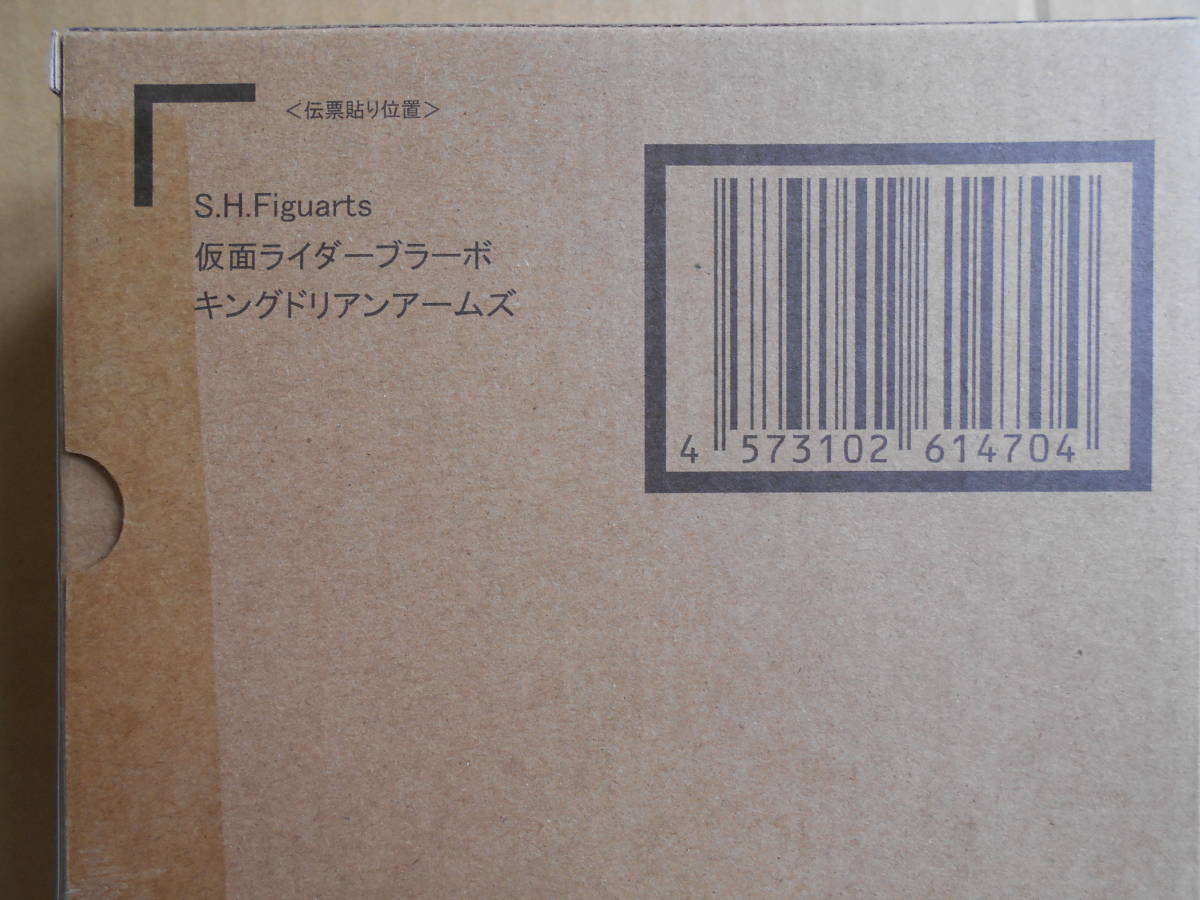 ＜伝票貼り位置＞
S.H.Figuarts
仮面ライダーブラーボ
キングドリアンアームズ
4 573102 614704